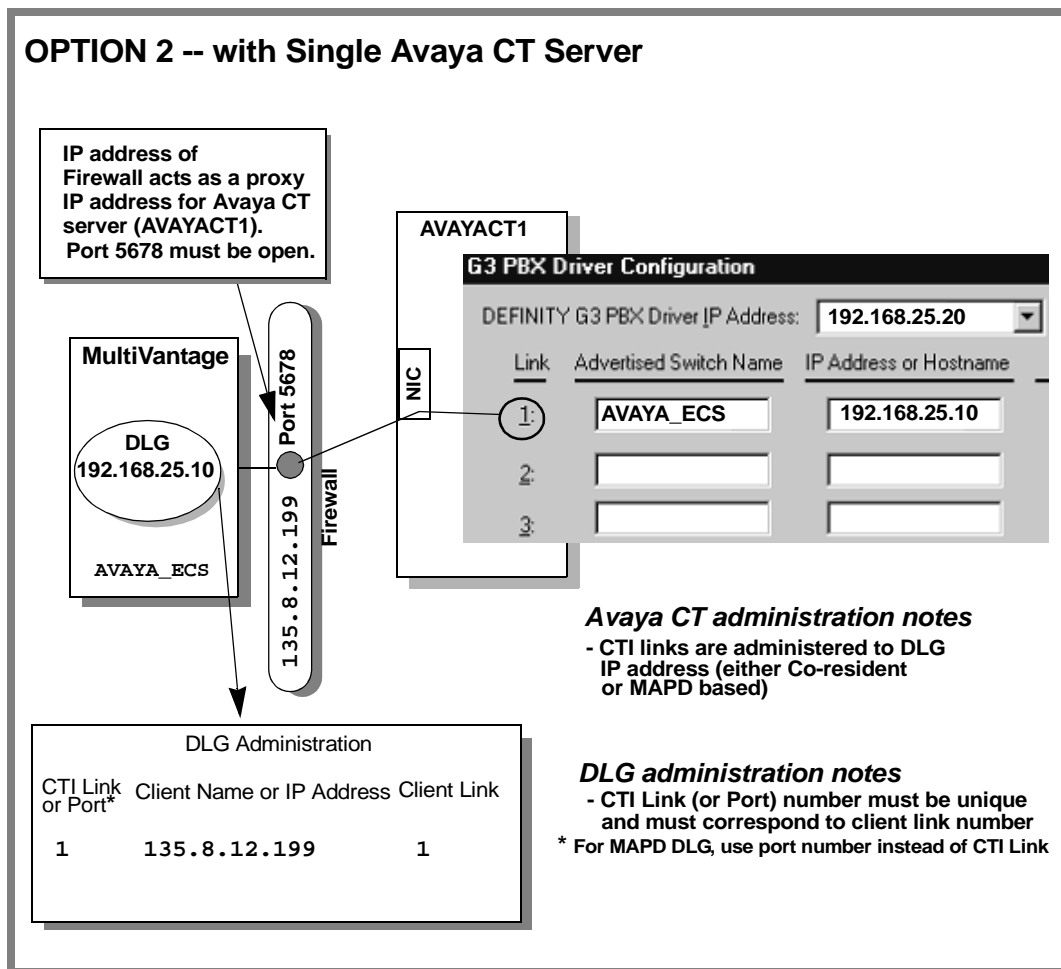 OPTION 2 -- with Single Avaya CT Server
IP address of
Firewall acts as a proxy
IP address for Avaya CT
server (AVAYACT1).
Port 5678 must be open.
AVAYACT1
G3 PBX Driver Configuration
DEFINITY G3 PBX Driver IP Address:
192.168.25.20
Link
Advertised Switch Name
IP Address or Hostname
1:
AVAYA_ECS
192.168.25.10
2:
3:
NIC
MultiVantage
DLG
192.168.25.10
AVAYA_ECS
Port 5678
135.8.12.199
Firewall
Avaya CT administration notes
- CTI links are administered to DLG
IP address (either Co-resident
or MAPD based)
DLG Administration
CTI Link
or Port*
Client Name or IP Address
Client Link
1
135.8.12.199
1
DLG administration notes
- CTI Link (or Port) number must be unique
and must correspond to client link number
* For MAPD DLG, use port number instead of CTI Link